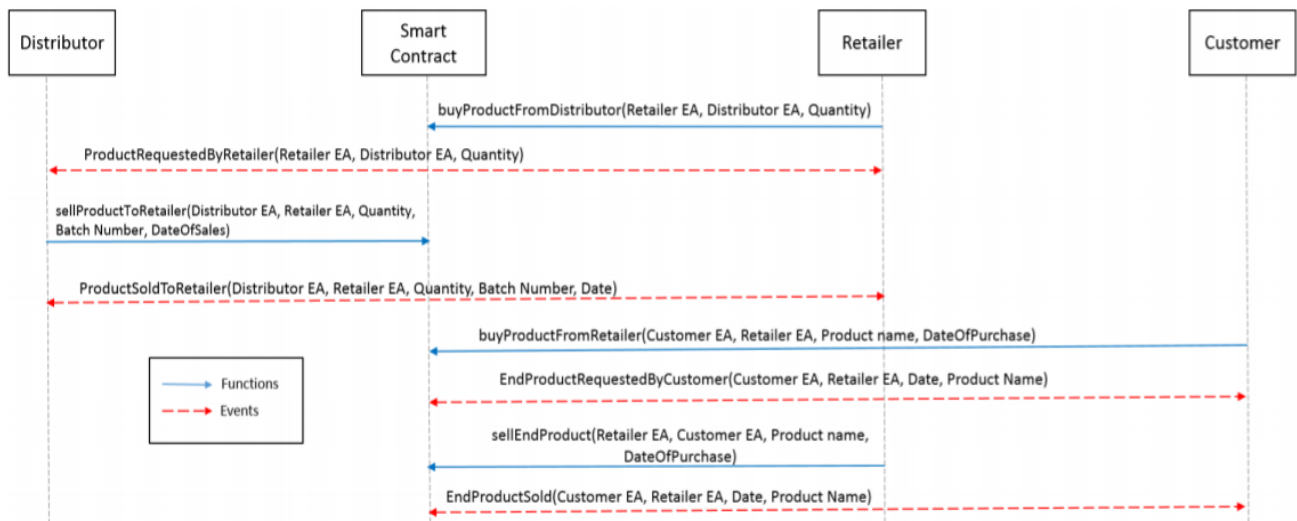 Distributor
Smart
Contract
Retailer
Customer
buyProductFromDistributor(Retailer EA, Distributor EA, Quantity)
ProductRequestedByRetailer(Retailer EA, Distributor EA, Quantity)
sellProductToRetailer(Distributor EA, Retailer EA, Quantity,
Batch Number, DateOfSales)
ProductSoldToRetailer(Distributor EA, Retailer EA, Quantity, Batch Number, Date)
buyProductFromRetailer(Customer EA, Retailer EA, Product name, DateOfPurchase)
Functions
Events
EndProductRequestedByCustomer(Customer EA, Retailer EA, Date, Product Name)
sellEndProduct(Retailer EA, Customer EA, Product name,
DateOfPurchase)
EndProductSold(Customer EA, Retailer EA, Date, Product Name)